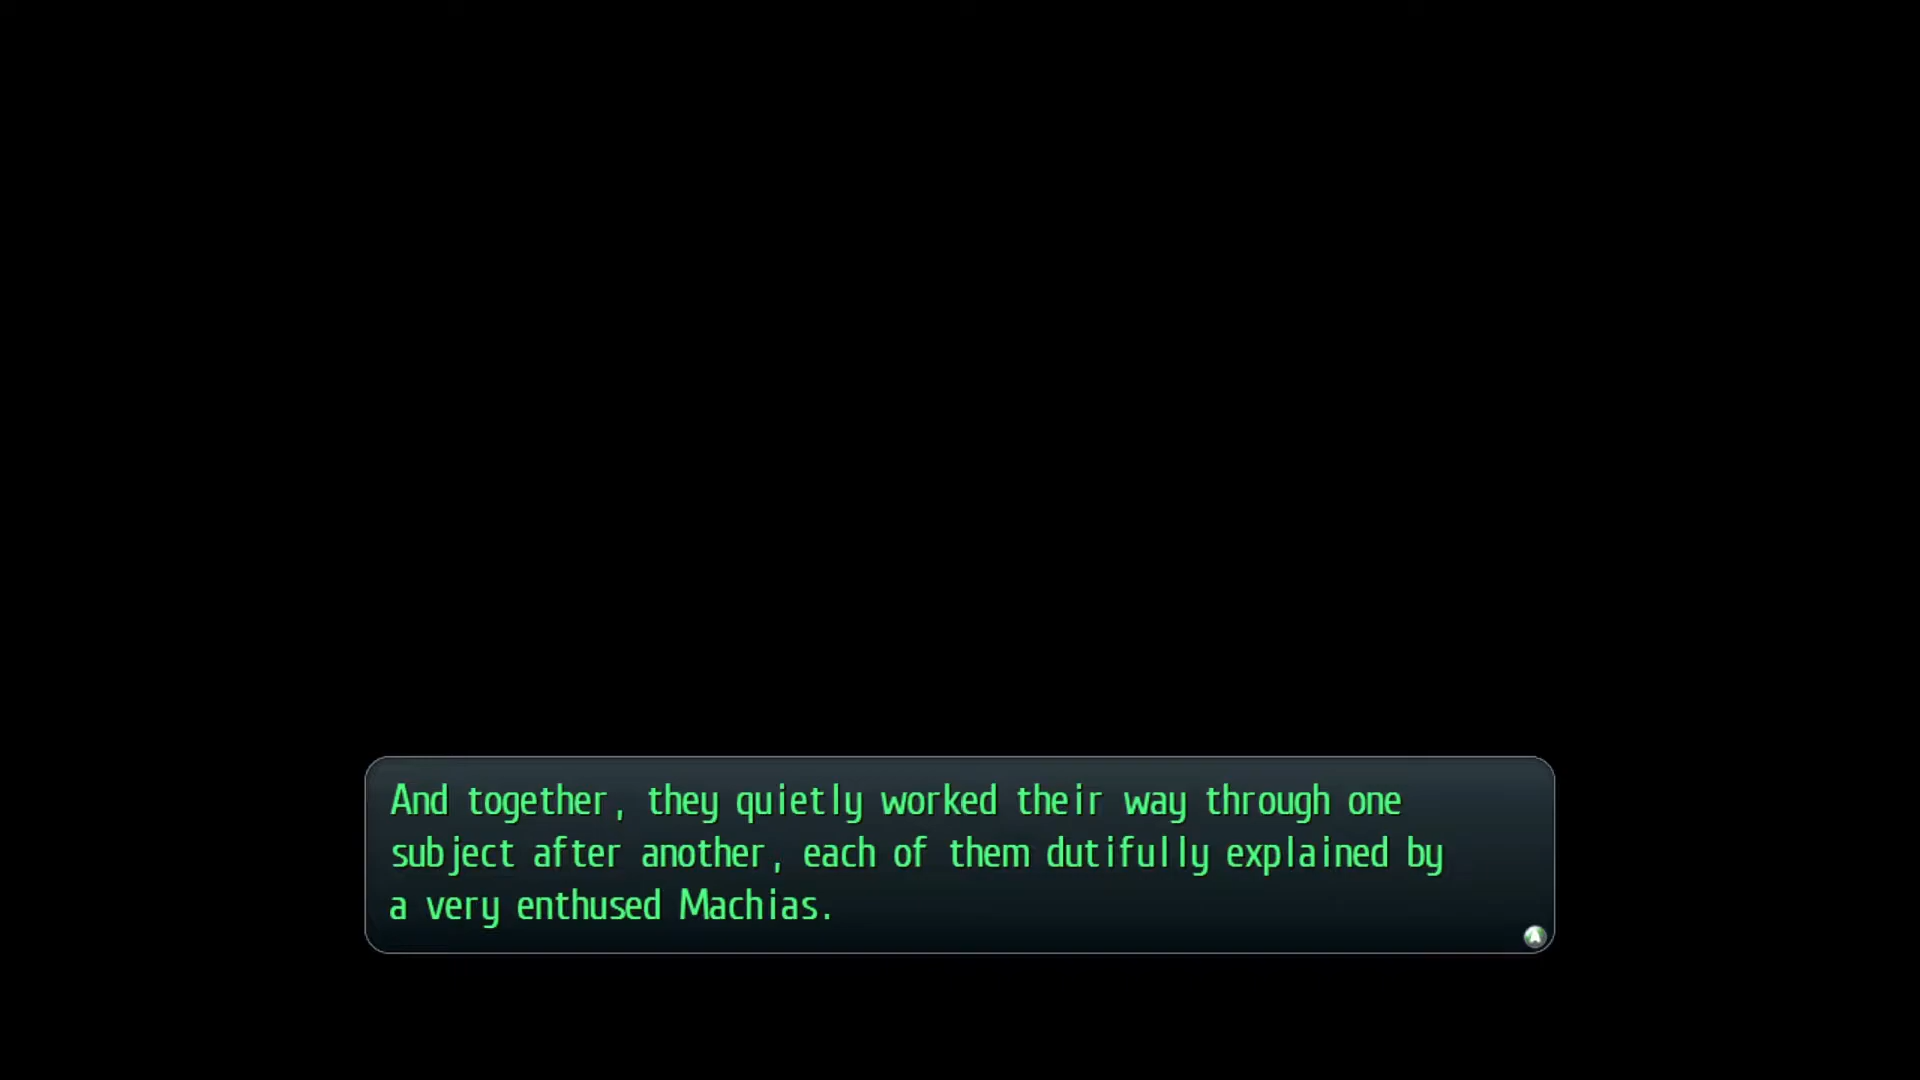 And together, they quietly worked their way through one
subject after another, each of them dutifully explained by
a very enthused Machias.